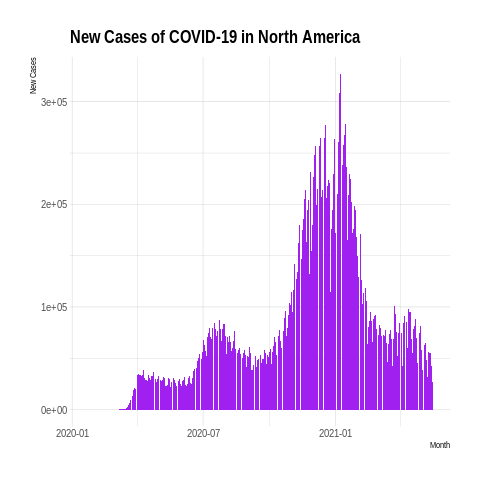 New Cases of COVID-19 in North America
New Cases
3e+05
2e+05
1e+05
0e+00
2020-01
2020-07
2021-01
Month